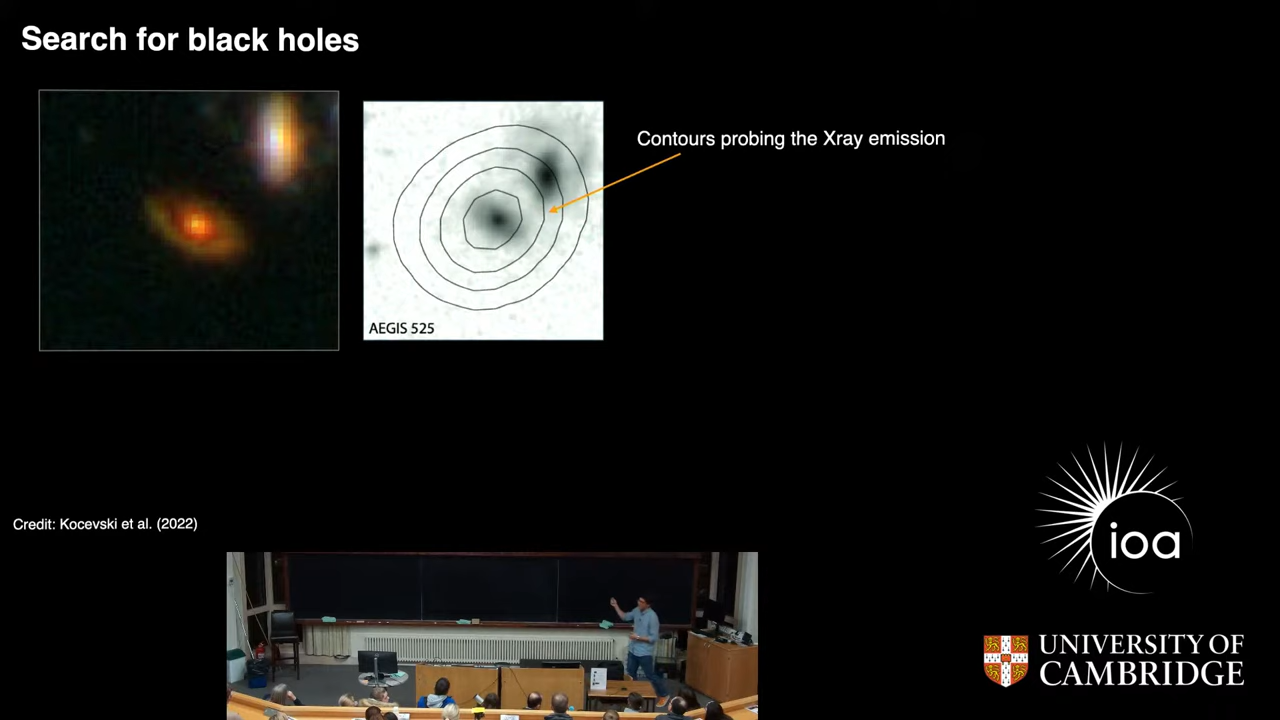 Search for black holes
Contours probing the Xray emission
AEGIS 525
Credit: Kocevski et al. (2022)
ioa
UNIVERSITY OF
CAMBRIDGE